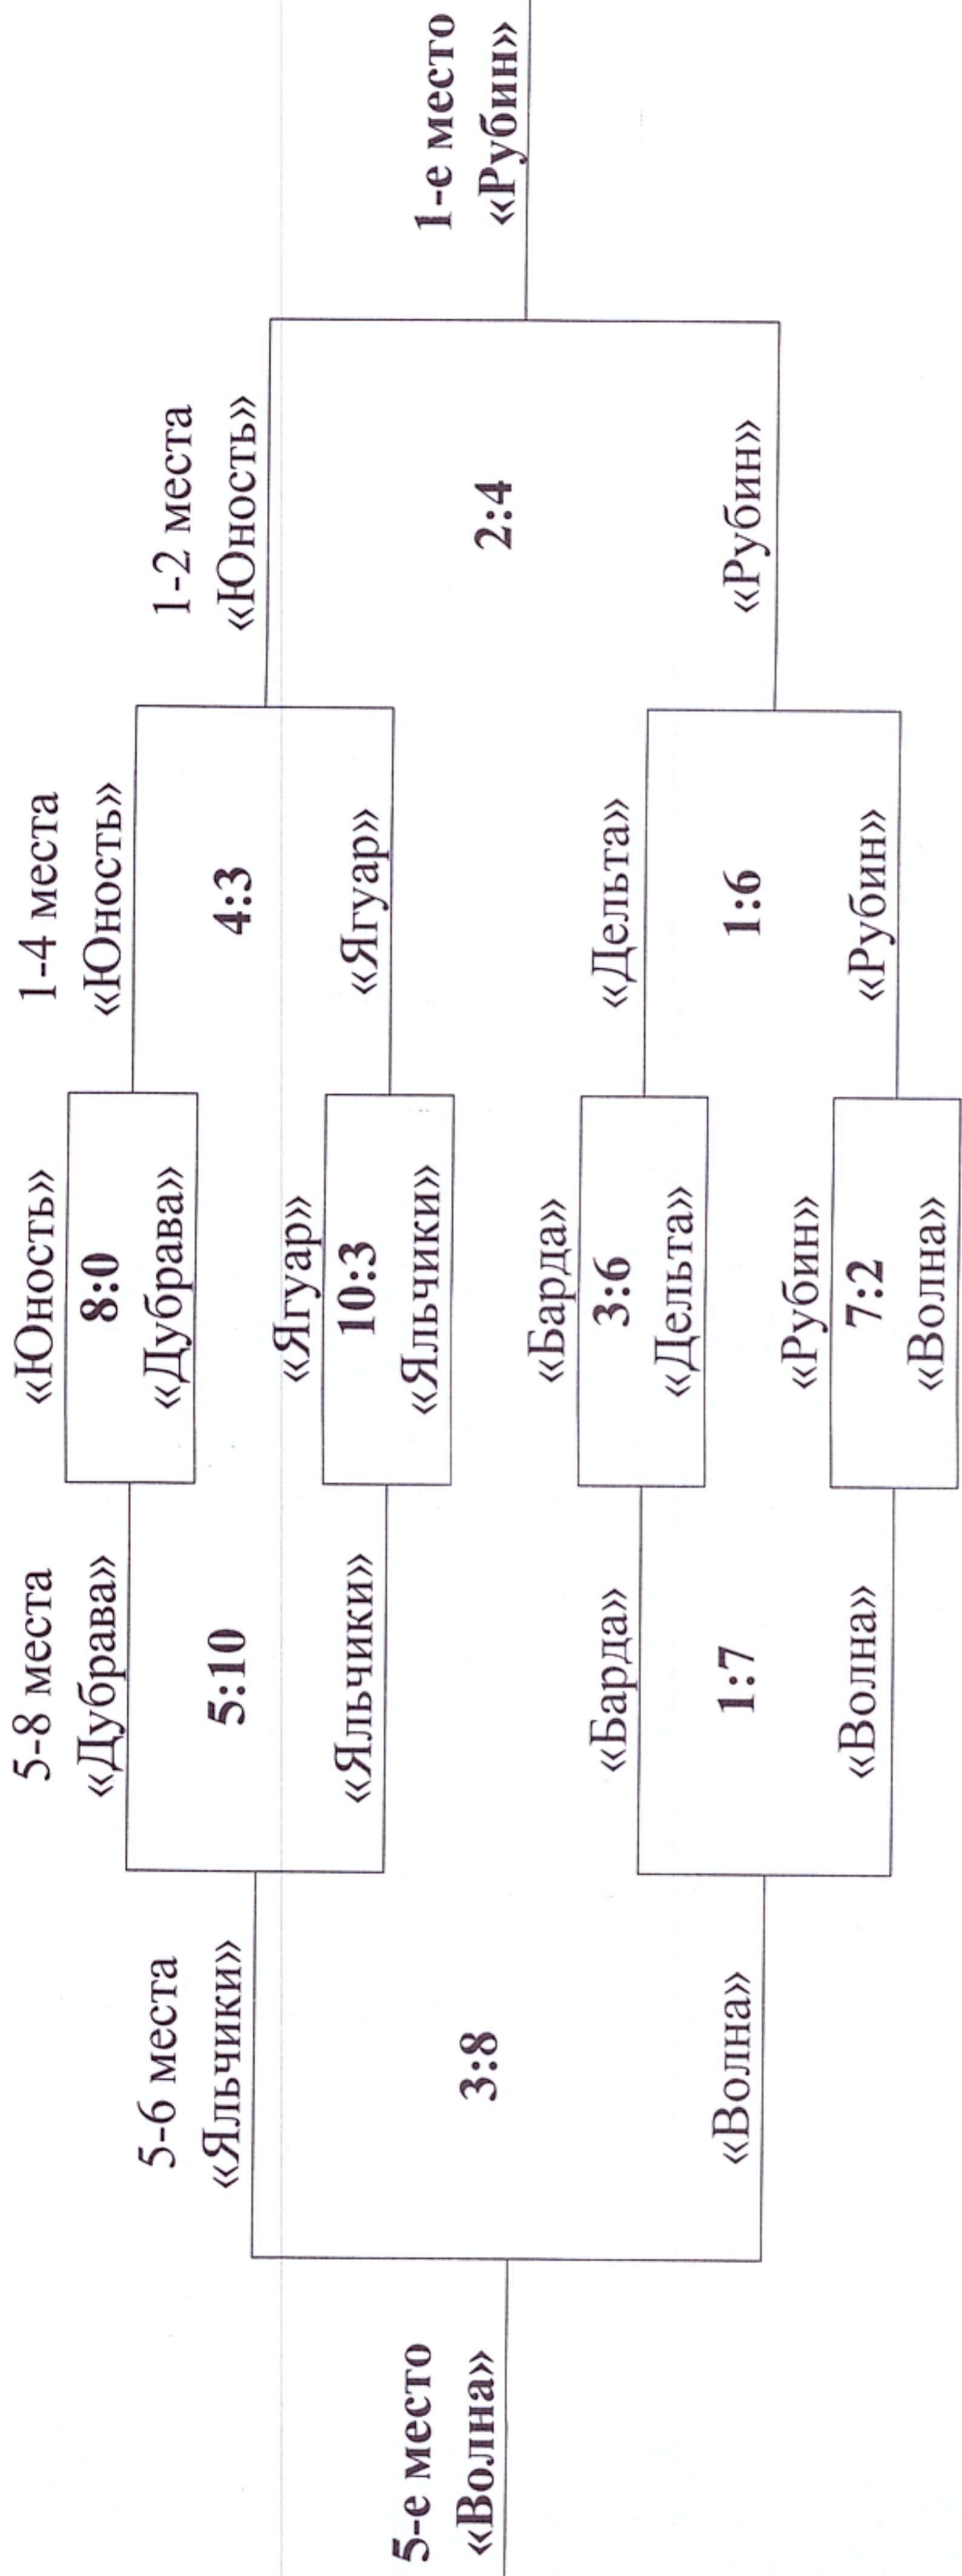 5-е место
«Волна»
5-6 места
«Яльчики»
3:8
«Волна»
5-8 места
«Дубрава»
5:10
«Яльчики»
«Барда»
1:7
«Волна»
«Юность»
8:0
«Дубрава»
«Ягуар»
10:3
«Яльчики»
«Барда»
3:6
«Дельта»
«Рубин»
7:2
«Волна»
1-4 места
«Юность»
4:3
«Ягуар»
«Дельта»
1:6
«Рубин»
1-2 места
«Юность»
2:4
«Рубин»
1-е место
«Рубин»